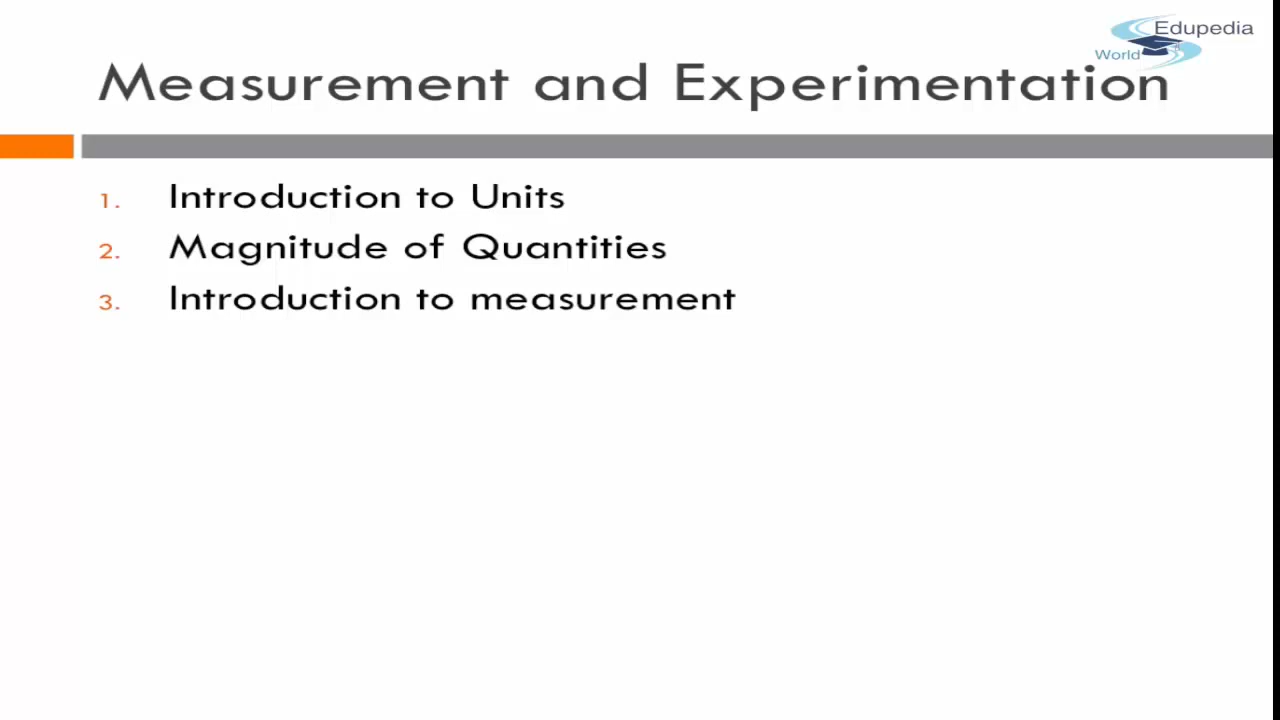 Edupedia
World
Measurement and Experimentation
1. Introduction to Units
2. Magnitude of Quantities
3. Introduction to measurement